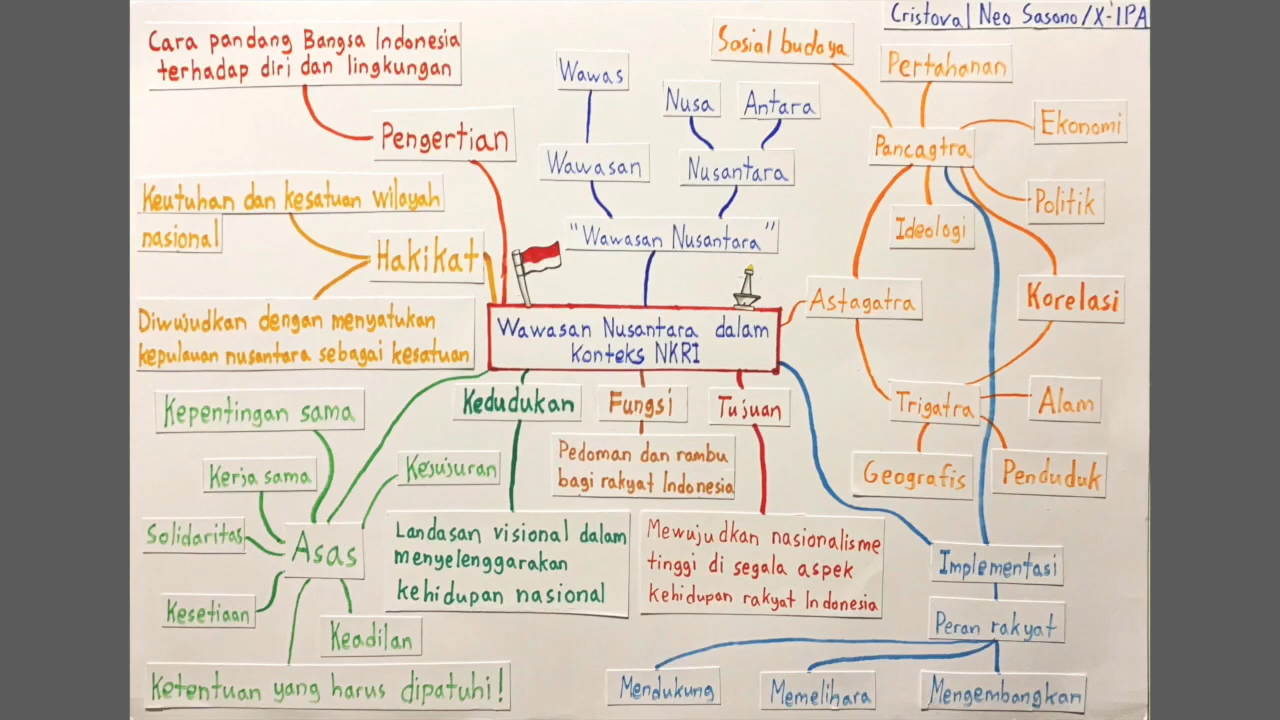 Cristoval Neo Sasono/X-IPA
Cara pandang Bangsa Indonesia
terhadap diri dan lingkungan
Pengertian
Keutuhan dan kesatuan wilayah
nasional
Hakikat
Diwujudkan dengan menyatukan
kepulauan nusantara sebagai kesatuan
Wawas
Nusa
Antara
Wawasan
Nusantara
"Wawasan Nusantara"
Wawasan Nusantara dalam
Konteks NKRI
Sosial budaya
Pertahanan
Ekonomi
Pancagtra
Politik
Ideologi
Astagatra
Korelasi
Trigatra
Alam
Geografis
Penduduk
Kedudukan
Landasan visional dalam
menyelenggarakan
kehidupan nasional
Fungsi
Pedoman dan rambu
bagi rakyat Indonesia
Tujuan
Mewujudkan nasionalisme
tinggi di segala aspek
kehidupan rakyat Indonesia
Kepentingan sama
Kerja sama
Kejujuran
Solidaritas
Asas
Kesetiaan
Keadilan
Ketentuan yang harus dipatuhi!
Implementasi
Peran rakyat
Mendukung
Memelihara
Mengembangkan